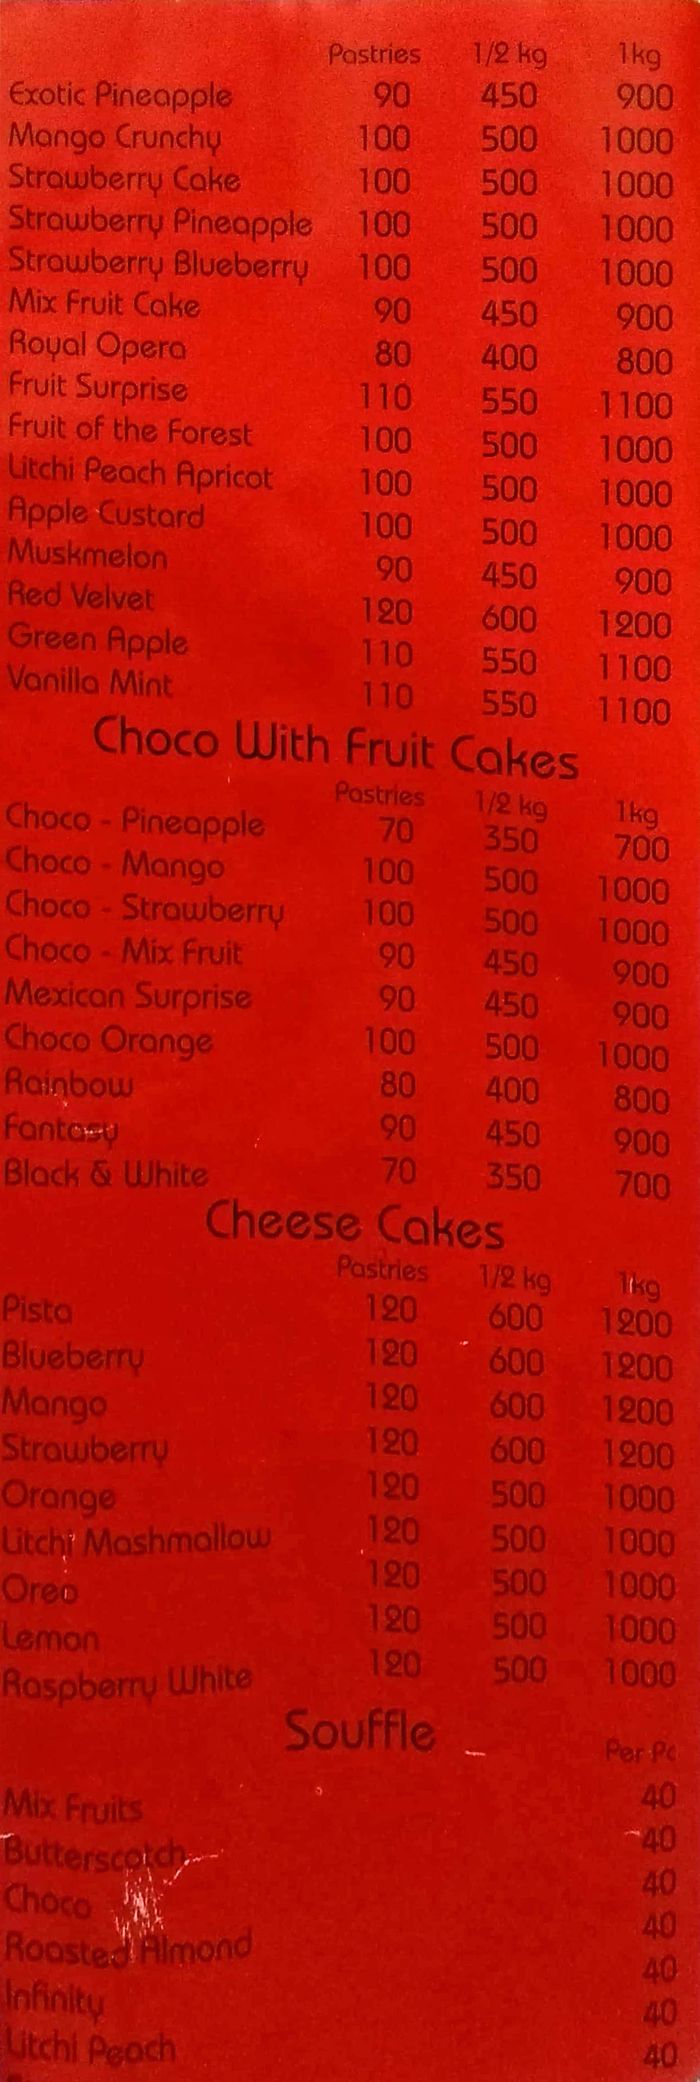 Pastries 1/2 kg 1kg
Exotic Pineapple 90 450 900
Mango Crunchy 100 500 1000
Strawberry Cake 100 500 1000
Strawberry Pineapple 100 500 1000
Strawberry Blueberry 100 500 1000
Mix Fruit Cake 90 450 900
Royal Opera 80 400 800
Fruit Surprise 110 550 1100
Fruit of the Forest 100 500 1000
Litchi Peach Apricot 100 500 1000
Apple Custard 100 500 1000
Muskmelon 90 450 900
Red Velvet 120 600 1200
Green Apple 110 550 1100
Vanilla Mint 110 550 1100
Choco With Fruit Cakes
Pastries 1/2 kg 1kg
Choco - Pineapple 70 350 700
Choco - Mango 100 500 1000
Choco - Strawberry 100 500 1000
Choco - Mix Fruit 90 450 900
Mexican Surprise 90 450 900
Choco Orange 100 500 1000
Rainbow 80 400 800
Fantasy 90 450 900
Black & White 70 350 700
Cheese Cakes
Pastries 1/2 kg 1kg
Pista 120 600 1200
Blueberry 120 600 1200
Mango 120 600 1200
Strawberry 120 600 1200
Orange 120 500 1000
Litchi Mashmallow 120 500 1000
Oreo 120 500 1000
Lemon 120 500 1000
Raspberry White 120 500 1000
Souffle
Per Pc
Mix Fruits 40
Butterscotch 40
Choco 40
Roasted Almond 40
Infinity 40
Litchi Peach 40
40